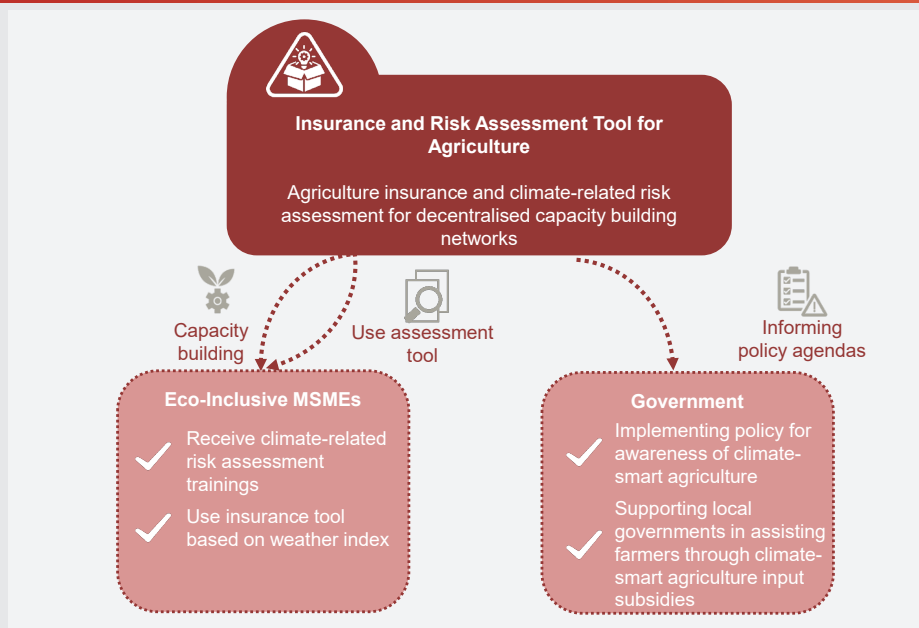 Insurance and Risk Assessment Tool for
Agriculture
Agriculture insurance and climate-related risk
assessment for decentralised capacity building
networks
Capacity
building
Use assessment
tool
Informing
policy agendas
Eco-Inclusive MSMEs
Receive climate-related
risk assessment
trainings
Use insurance tool
based on weather index
Government
Implementing policy for
awareness of climate-
smart agriculture
Supporting local
governments in assisting
farmers through climate-
smart agriculture input
subsidies